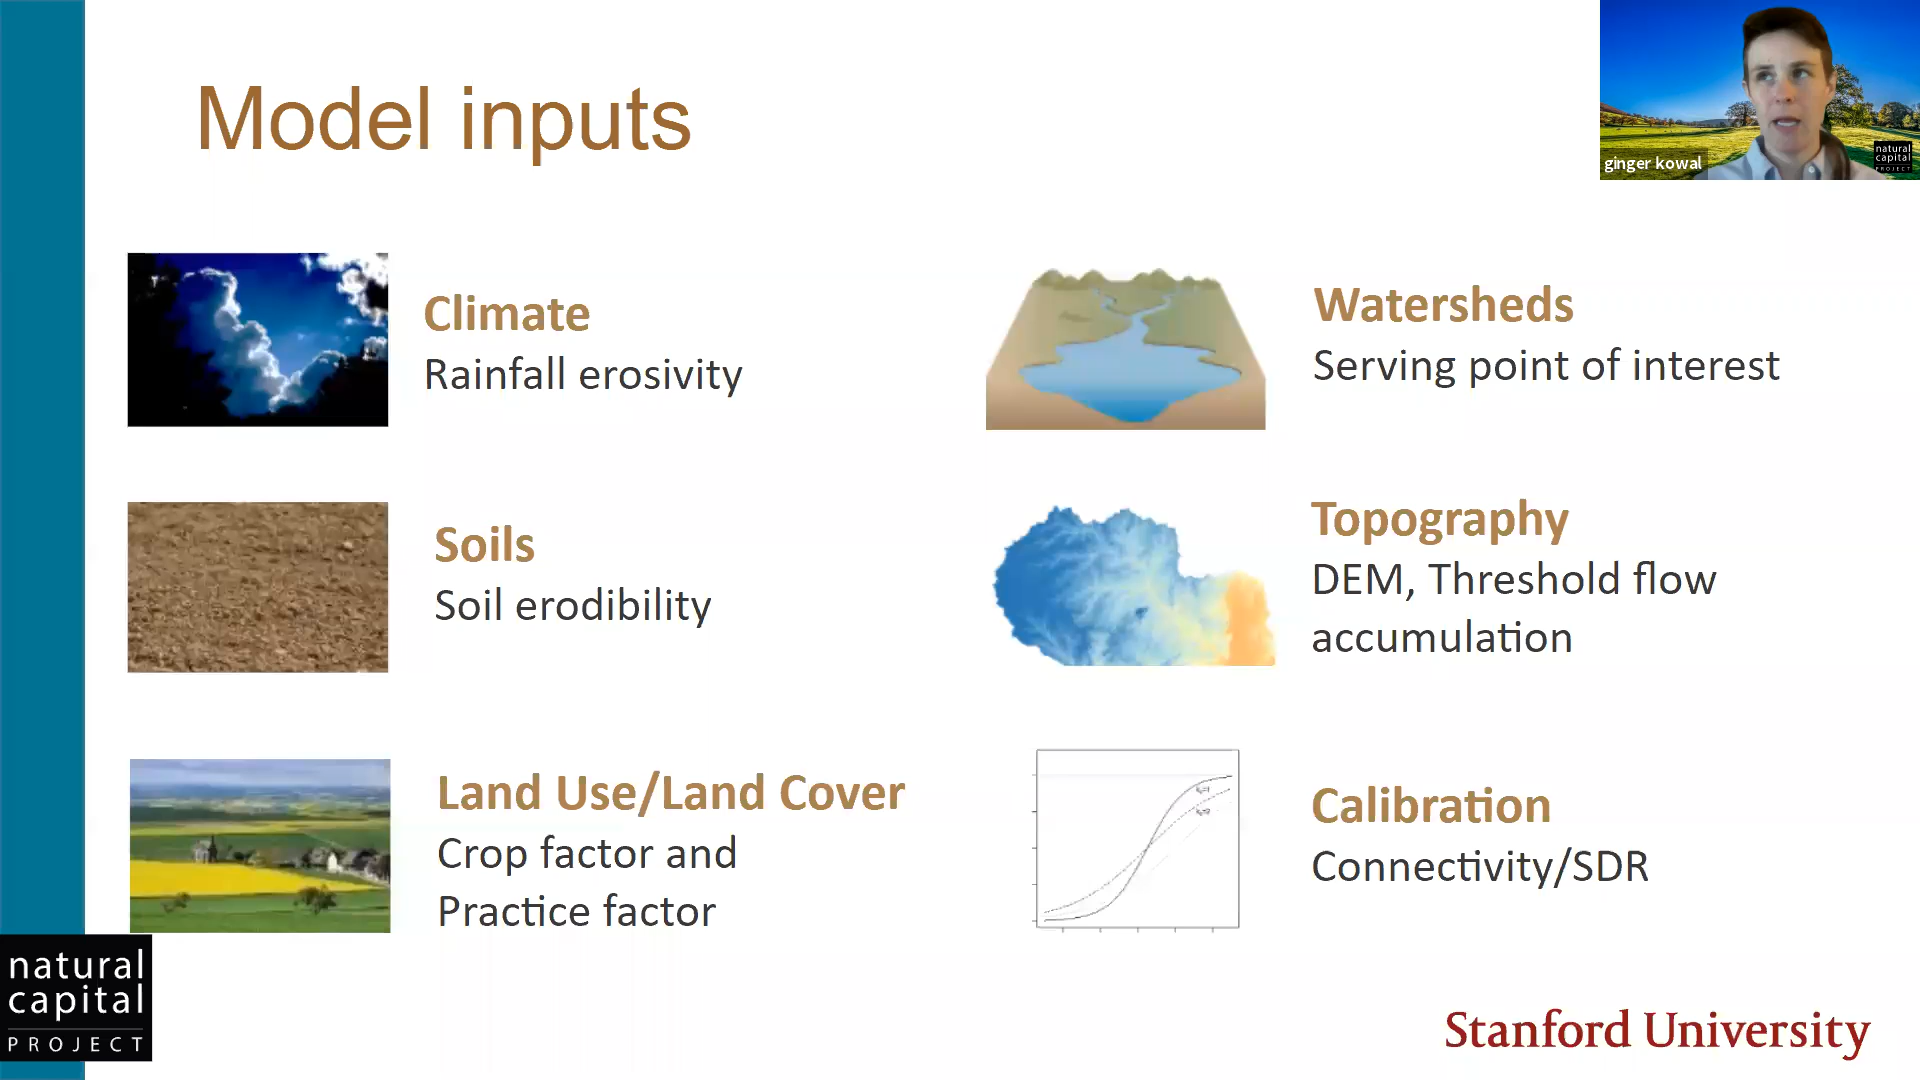 Model inputs
ginger kowal
natural
capital
PROJECT
Climate
Rainfall erosivity
Watersheds
Serving point of interest
Soils
Soil erodibility
Topography
DEM, Threshold flow
accumulation
Land Use/Land Cover
Crop factor and
Practice factor
Calibration
Connectivity/SDR
natural
capital
PROJECT
Stanford University